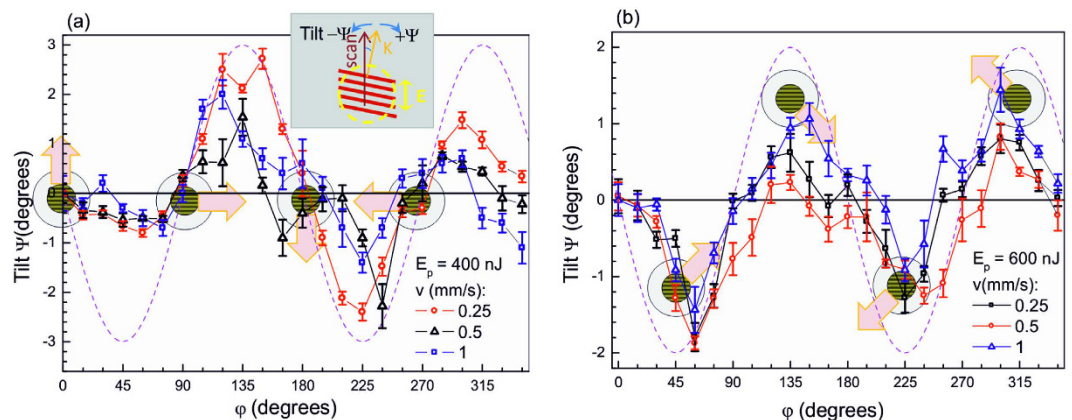 (a)
Tilt –Ψ
+Ψ
scan
K
E
Tilt Ψ(degrees)
3
2
1
0
-1
-2
-3
E_p = 400 nJ
v (mm/s):
0.25
0.5
1
0 45 90 135 180 225 270 315
φ (degrees)
(b)
Tilt Ψ (degrees)
2
1
0
-1
-2
E_p = 600 nJ
v(mm/s):
0.25
0.5
1
0 45 90 135 180 225 270 315
φ (degrees)